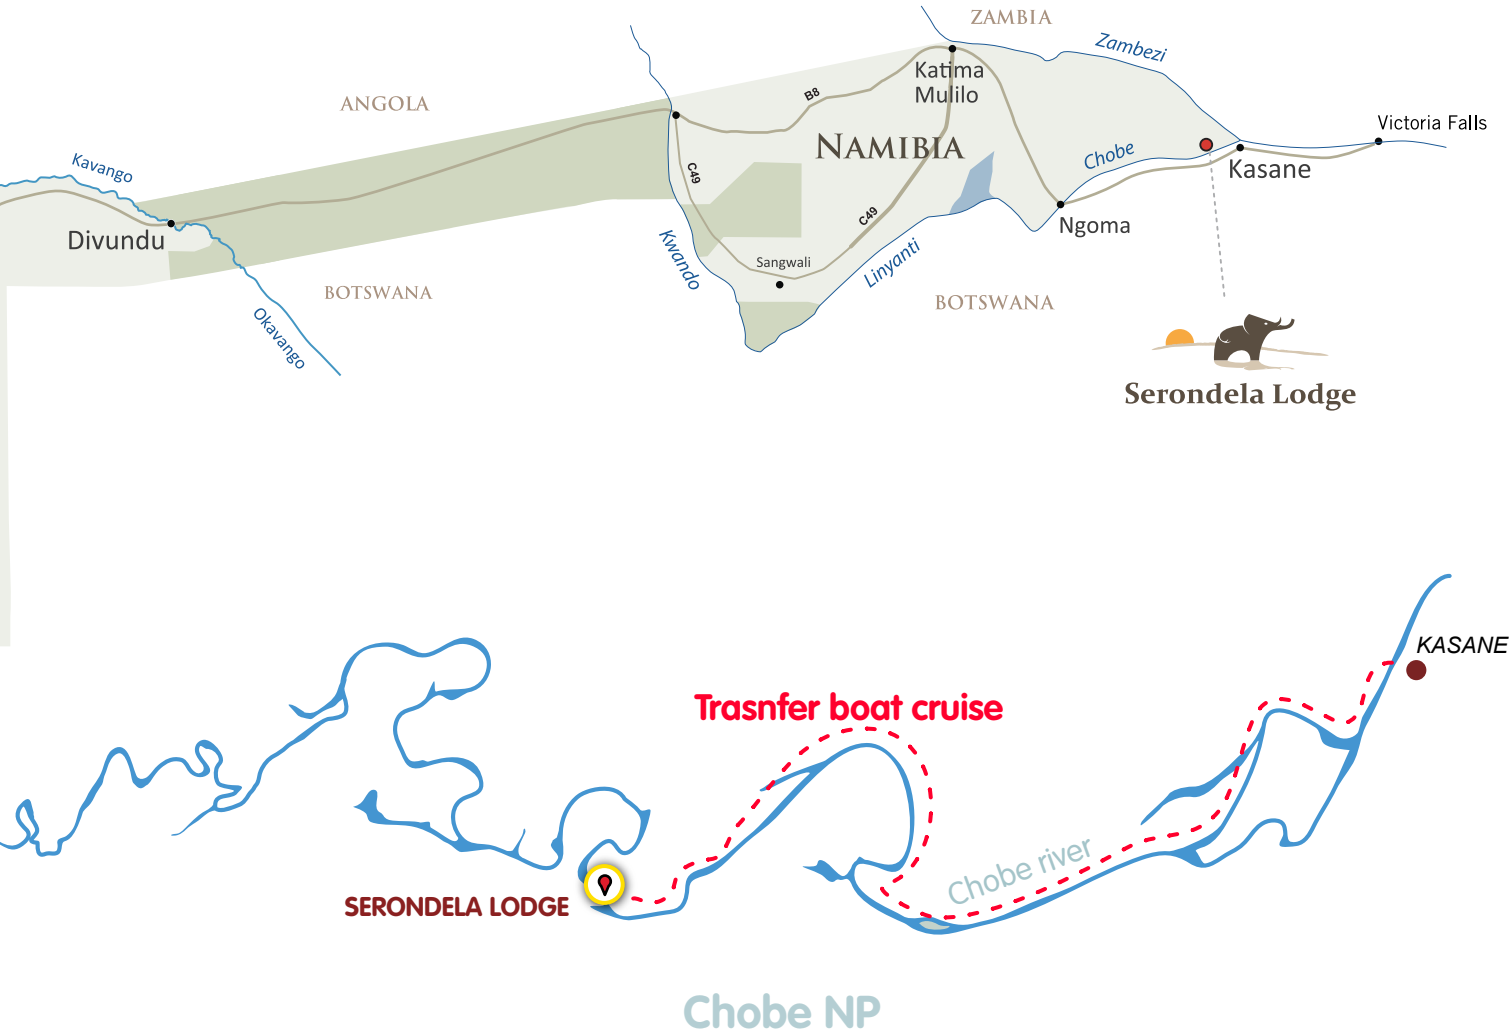 ZAMBIA
Zambezi
Katima
Mulilo
ANGOLA
B8
Victoria Falls
NAMIBIA
Chobe
Kasane
Kavango
C49
C49
Ngoma
Divundu
Kwando
Sangwali
Linyanti
BOTSWANA
BOTSWANA
Okavango
Serondela Lodge
KASANE
Trasnfer boat cruise
Chobe river
SERONDELA LODGE
Chobe NP